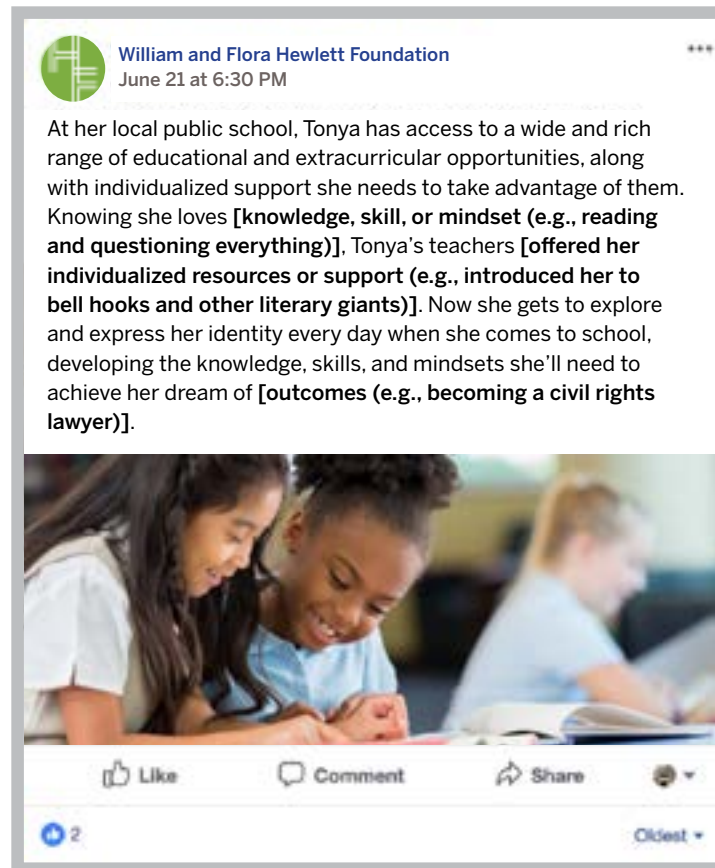 William and Flora Hewlett Foundation
June 21 at 6:30 PM
At her local public school, Tonya has access to a wide and rich
range of educational and extracurricular opportunities, along
with individualized support she needs to take advantage of them.
Knowing she loves [knowledge, skill, or mindset (e.g., reading
and questioning everything)], Tonya’s teachers [offered her
individualized resources or support (e.g., introduced her to
bell hooks and other literary giants)]. Now she gets to explore
and express her identity every day when she comes to school,
developing the knowledge, skills, and mindsets she’ll need to
achieve her dream of [outcomes (e.g., becoming a civil rights
lawyer)].
Like Comment Share
2 Oldest